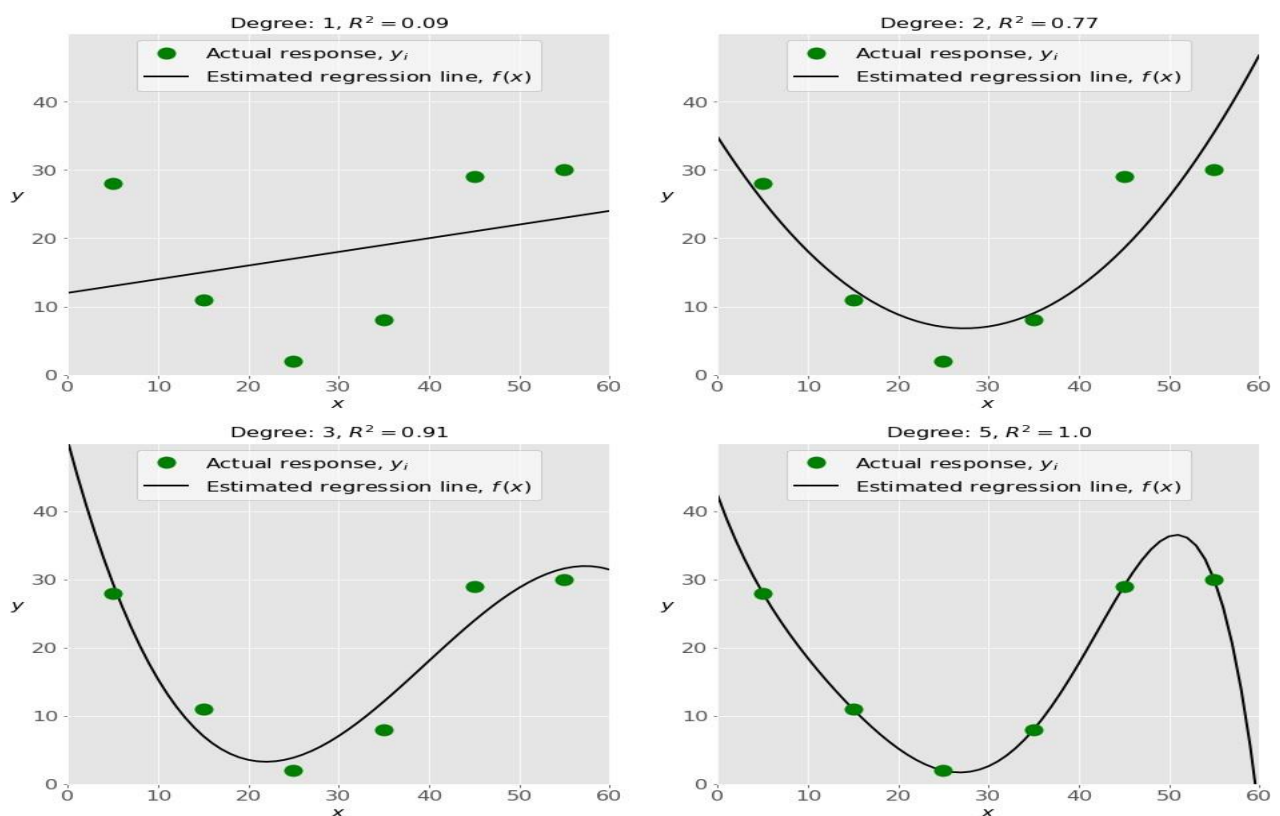 Degree: 1, R² = 0.09
Actual response, yᵢ
Estimated regression line, f(x)
40
30
y
20
10
0
0 10 20 30 40 50 60
x
Degree: 2, R² = 0.77
Actual response, yᵢ
Estimated regression line, f(x)
40
30
y
20
10
0
0 10 20 30 40 50 60
x
Degree: 3, R² = 0.91
Actual response, yᵢ
Estimated regression line, f(x)
40
30
y
20
10
0
0 10 20 30 40 50 60
x
Degree: 5, R² = 1.0
Actual response, yᵢ
Estimated regression line, f(x)
40
30
y
20
10
0
0 10 20 30 40 50 60
x